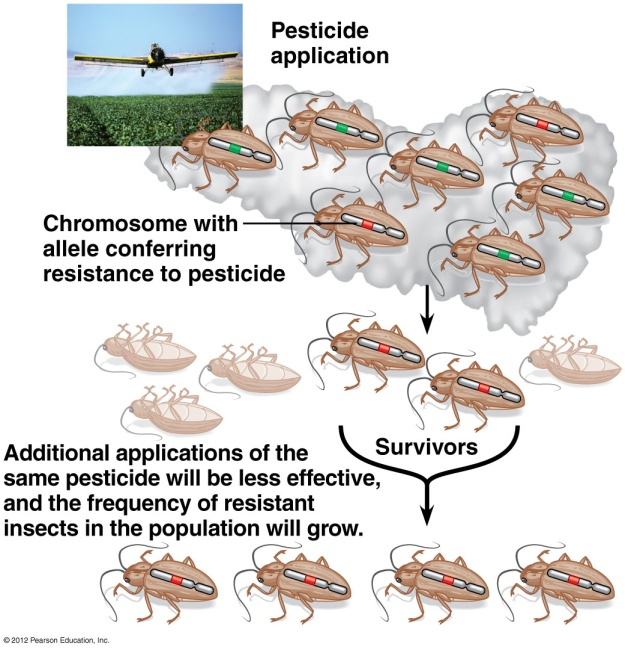 Pesticide
application
Chromosome with
allele conferring
resistance to pesticide
Survivors
Additional applications of the
same pesticide will be less effective,
and the frequency of resistant
insects in the population will grow.
© 2012 Pearson Education, Inc.